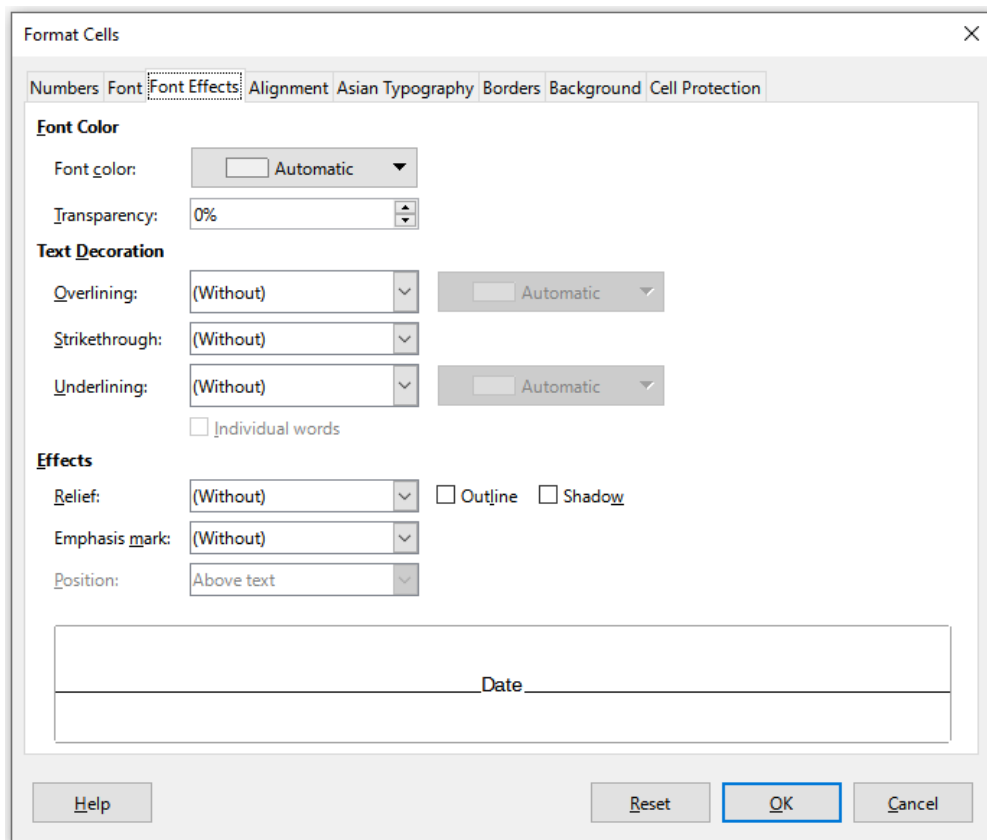 Format Cells
Numbers Font Font Effects Alignment Asian Typography Borders Background Cell Protection
Font Color
Font color: Automatic
Transparency: 0%
Text Decoration
Overlining: (Without) Automatic
Strikethrough: (Without)
Underlining: (Without) Automatic
Individual words
Effects
Relief: (Without) Outline Shadow
Emphasis mark: (Without)
Position: Above text
Date
Help Reset OK Cancel